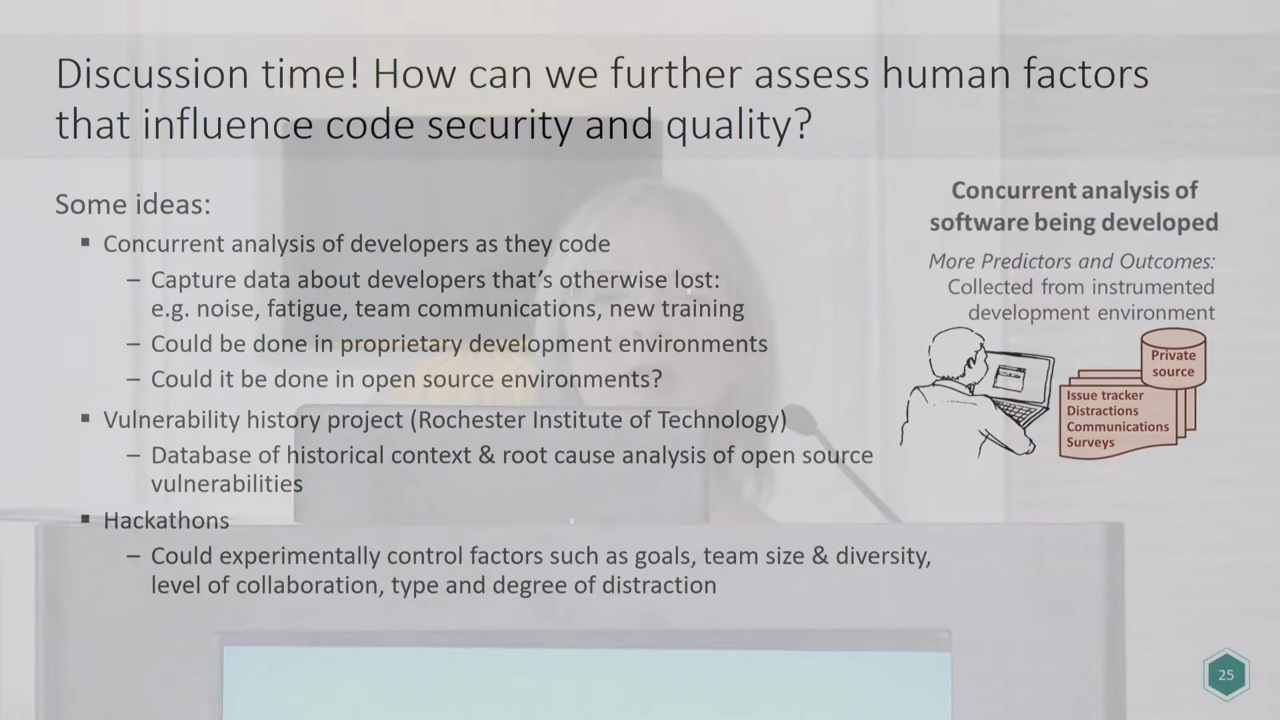 Discussion time! How can we further assess human factors
that influence code security and quality?
Some ideas:
▪ Concurrent analysis of developers as they code
– Capture data about developers that's otherwise lost:
e.g. noise, fatigue, team communications, new training
– Could be done in proprietary development environments
– Could it be done in open source environments?
▪ Vulnerability history project (Rochester Institute of Technology)
– Database of historical context & root cause analysis of open source
vulnerabilities
▪ Hackathons
– Could experimentally control factors such as goals, team size & diversity,
level of collaboration, type and degree of distraction
Concurrent analysis of
software being developed
More Predictors and Outcomes:
Collected from instrumented
development environment
Private
source
Issue tracker
Distractions
Communications
Surveys
25